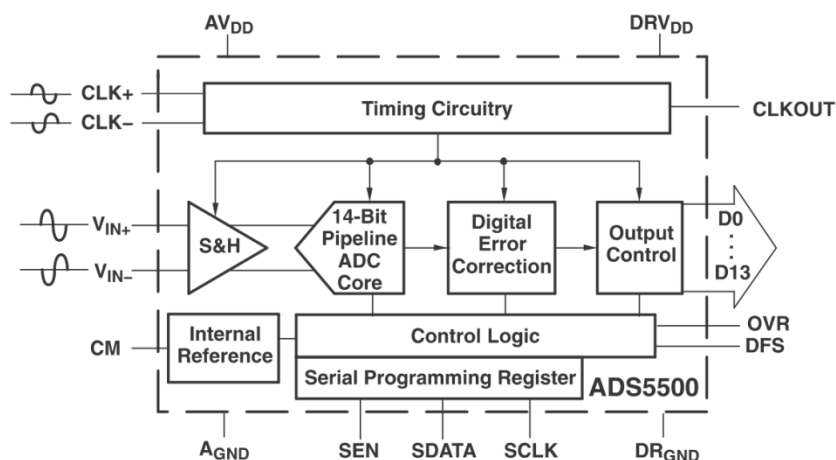 AVDD
DRVDD
CLK+
CLK−
Timing Circuitry
CLKOUT
VIN+
VIN−
S&H
14-Bit
Pipeline
ADC
Core
Digital
Error
Correction
Output
Control
D0
D13
CM
Internal
Reference
Control Logic
OVR
DFS
Serial Programming Register
ADS5500
AGND
SEN
SDATA
SCLK
DRGND